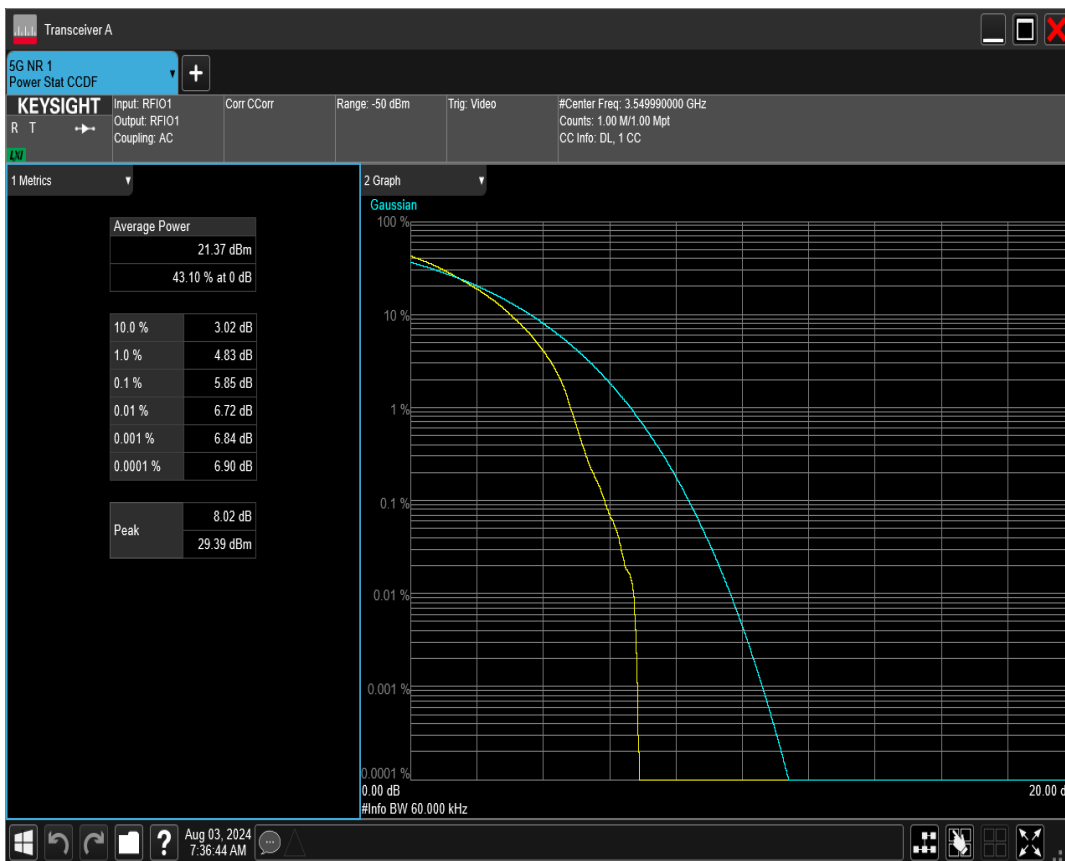 Transceiver A
5G NR 1
Power Stat CCDF
KEYSIGHT
R T
LXI
Input: RFIO1
Output: RFIO1
Coupling: AC
Corr CCorr
Range: -50 dBm
Trig: Video
#Center Freq: 3.549990000 GHz
Counts: 1.00 M/1.00 Mpt
CC Info: DL, 1 CC
1 Metrics
Average Power
21.37 dBm
43.10 % at 0 dB
10.0 % 3.02 dB
1.0 % 4.83 dB
0.1 % 5.85 dB
0.01 % 6.72 dB
0.001 % 6.84 dB
0.0001 % 6.90 dB
Peak
8.02 dB
29.39 dBm
2 Graph
Gaussian
100 %
10 %
1 %
0.1 %
0.01 %
0.001 %
0.0001 %
0.00 dB
20.00 d
#Info BW 60.000 kHz
?
Aug 03, 2024
7:36:44 AM